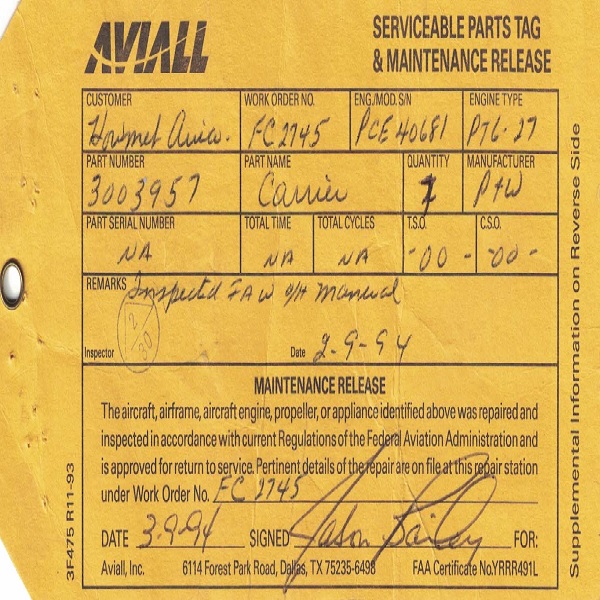 AVIALL
SERVICEABLE PARTS TAG
& MAINTENANCE RELEASE
CUSTOMER WORK ORDER NO. ENG./MOD. S/N ENGINE TYPE
Howmet FC 2745 PCE 40681 PT6-27
PART NUMBER PART NAME QUANTITY MANUFACTURER
3003957 Carrier 1 P+W
PART SERIAL NUMBER TOTAL TIME TOTAL CYCLES T.S.O. C.S.O.
NA NA NA -00- -00-
REMARKS Inspected IAW O/H Manual
Inspector Date 2-9-94
MAINTENANCE RELEASE
The aircraft, airframe, aircraft engine, propeller, or appliance identified above was repaired and
inspected in accordance with current Regulations of the Federal Aviation Administration and
is approved for return to service. Pertinent details of the repair are on file at this repair station
under Work Order No. FC 2745
DATE 3-9-94 SIGNED Jason Bailey FOR:
Aviall, Inc. 6114 Forest Park Road, Dallas, TX 75235-6498 FAA Certificate No.YRRR491L
3F475 R11-93
Supplemental Information on Reverse Side